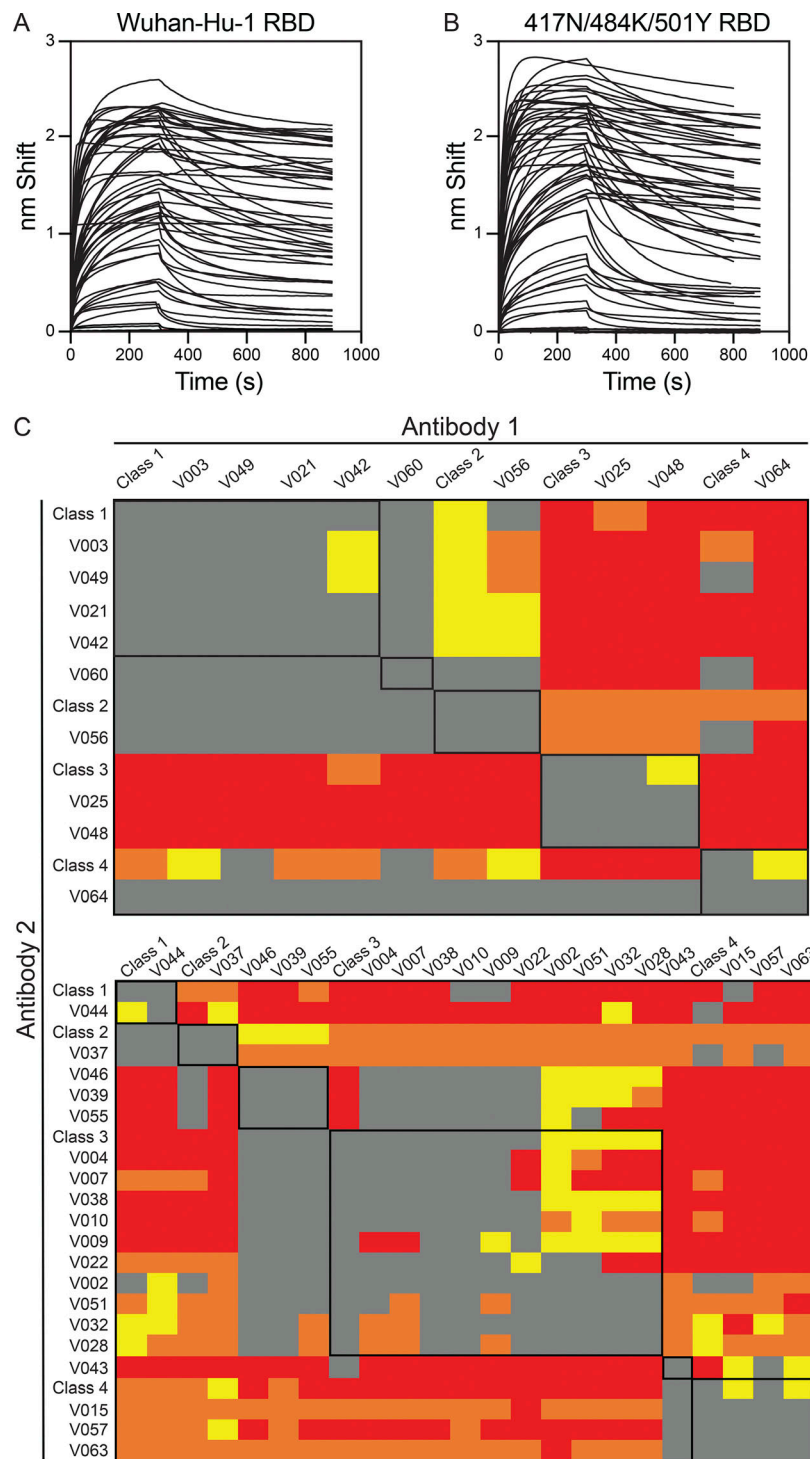 A Wuhan-Hu-1 RBD
B 417N/484K/501Y RBD
3
2
1
0
nm Shift
0 200 400 600 800 1000
Time (s)
3
2
1
0
nm Shift
0 200 400 600 800 1000
Time (s)
C
Antibody 1
Class 1 V003 V049 V021 V042 V060 Class 2 V056 Class 3 V025 V048 Class 4 V064
Antibody 2
Class 1
V003
V049
V021
V042
V060
Class 2
V056
Class 3
V025
V048
Class 4
V064
Class 1 V044 Class 2 V037 V046 V039 V055 Class 3 V004 V007 V038 V010 V009 V022 V002 V051 V032 V028 V043 Class 4 V015 V057 V063
Class 1
V044
Class 2
V037
V046
V039
V055
Class 3
V004
V007
V038
V010
V009
V022
V002
V051
V032
V028
V043
Class 4
V015
V057
V063